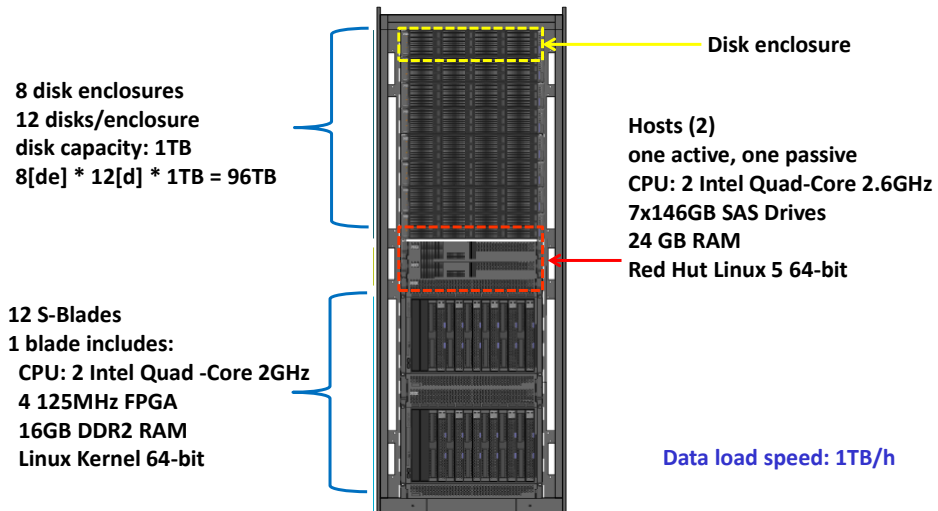 Disk enclosure
8 disk enclosures
12 disks/enclosure
disk capacity: 1TB
8[de] * 12[d] * 1TB = 96TB
Hosts (2)
one active, one passive
CPU: 2 Intel Quad-Core 2.6GHz
7x146GB SAS Drives
24 GB RAM
Red Hut Linux 5 64-bit
12 S-Blades
1 blade includes:
CPU: 2 Intel Quad -Core 2GHz
4 125MHz FPGA
16GB DDR2 RAM
Linux Kernel 64-bit
Data load speed: 1TB/h